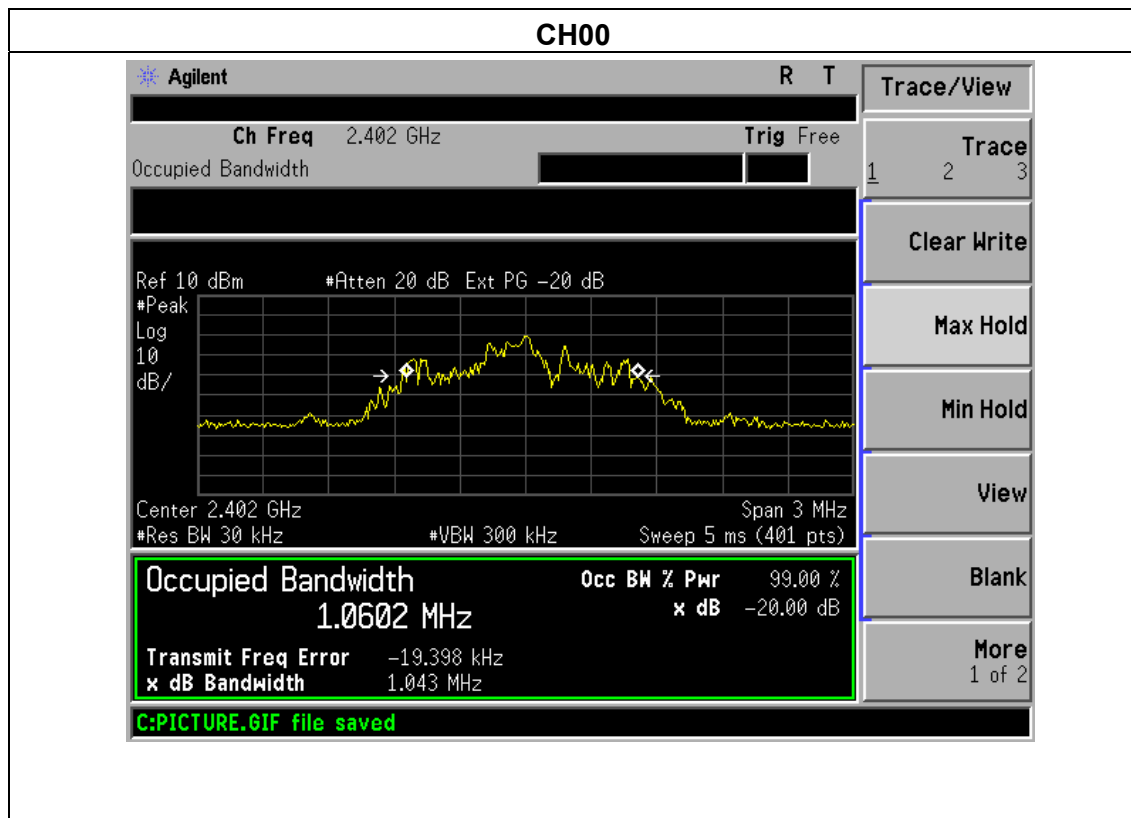 CH00
Agilent R T
Trace/View
Ch Freq 2.402 GHz Trig Free
Occupied Bandwidth
Trace
1 2 3
Clear Write
Ref 10 dBm #Atten 20 dB Ext PG -20 dB
#Peak
Log
10
dB/
Max Hold
Min Hold
View
Center 2.402 GHz Span 3 MHz
#Res BW 30 kHz #VBW 300 kHz Sweep 5 ms (401 pts)
Occupied Bandwidth Occ BW % Pwr 99.00 %
1.0602 MHz x dB -20.00 dB
Blank
Transmit Freq Error -19.398 kHz
x dB Bandwidth 1.043 MHz
More
1 of 2
C:PICTURE.GIF file saved